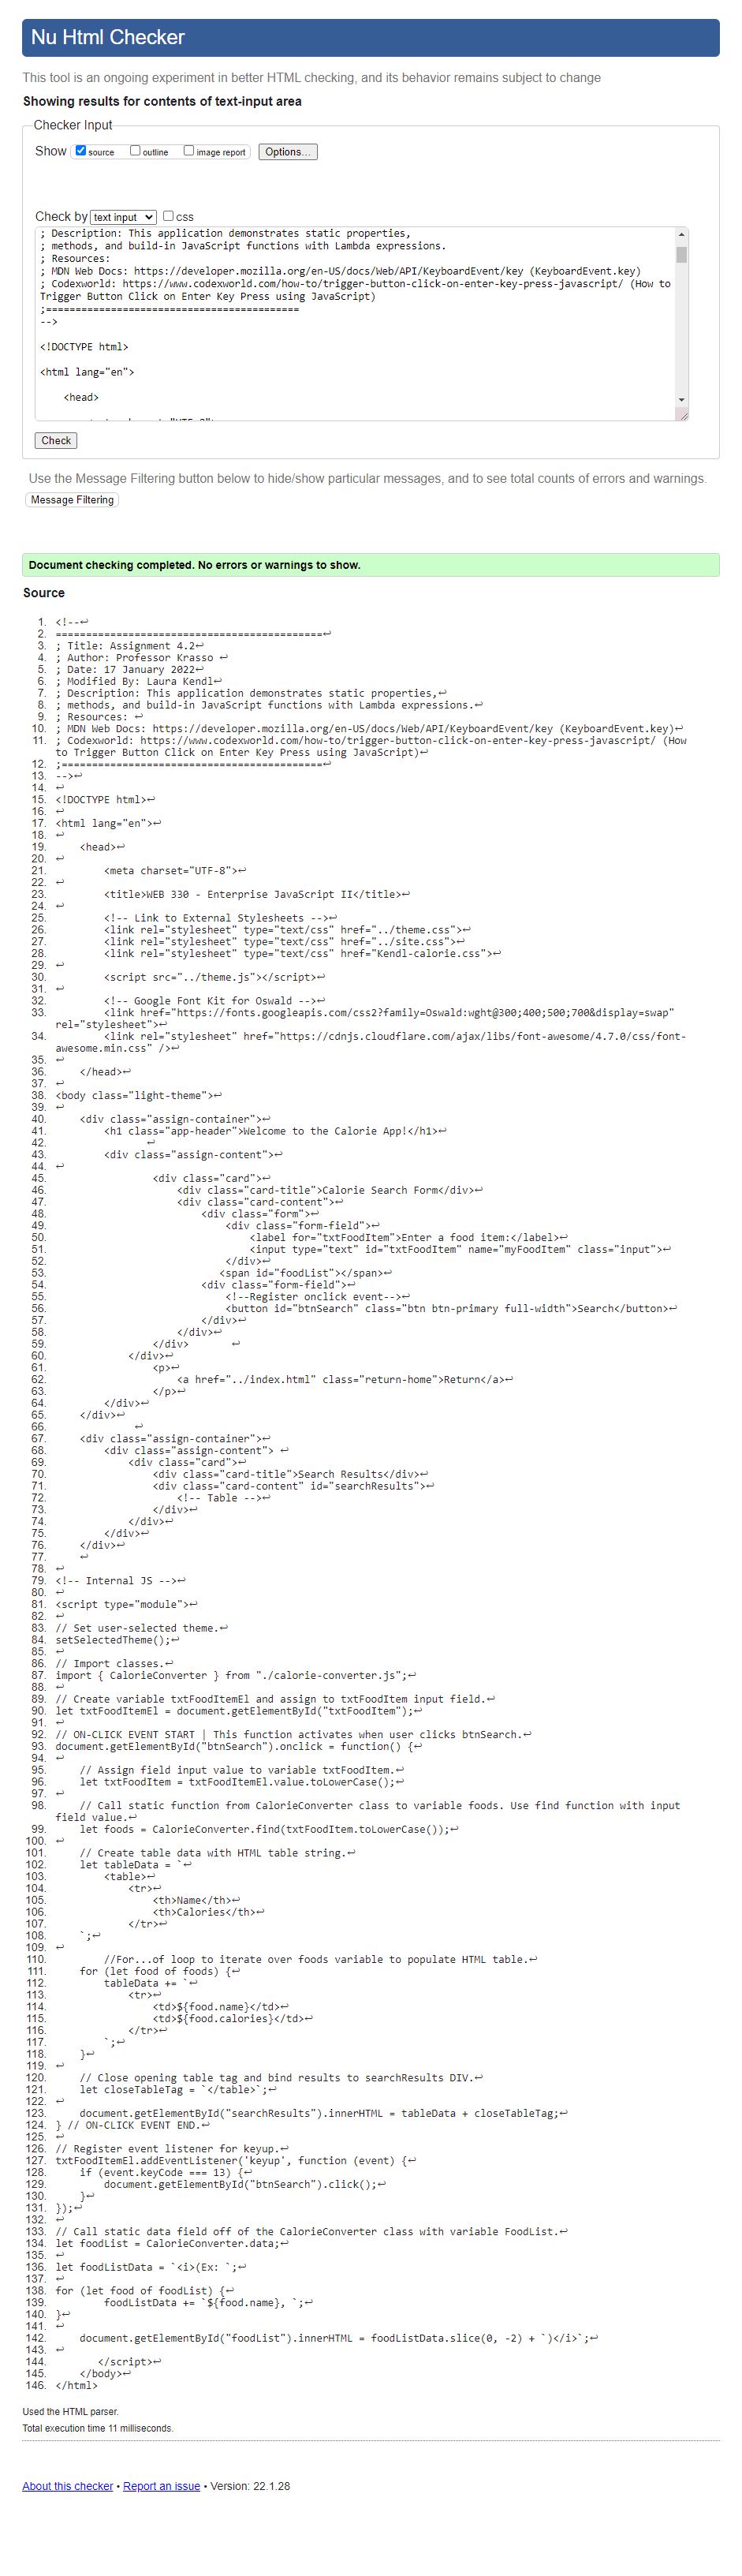 Nu Html Checker
This tool is an ongoing experiment in better HTML checking, and its behavior remains subject to change
Showing results for contents of text-input area
Checker Input
Show source outline image report Options...
Check by text input css
; Description: This application demonstrates static properties,
; methods, and build-in JavaScript functions with Lambda expressions.
; Resources:
; MDN Web Docs: https://developer.mozilla.org/en-US/docs/Web/API/KeyboardEvent/key (KeyboardEvent.key)
; Codexworld: https://www.codexworld.com/how-to/trigger-button-click-on-enter-key-press-javascript/ (How to
Trigger Button Click on Enter Key Press using JavaScript)
;===========================================
-->
<!DOCTYPE html>
<html lang="en">
<head>
Check
Use the Message Filtering button below to hide/show particular messages, and to see total counts of errors and warnings.
Message Filtering
Document checking completed. No errors or warnings to show.
Source
1. <!--↩
2. ============================================↩
3. ; Title: Assignment 4.2↩
4. ; Author: Professor Krasso ↩
5. ; Date: 17 January 2022↩
6. ; Modified By: Laura Kendl↩
7. ; Description: This application demonstrates static properties,↩
8. ; methods, and build-in JavaScript functions with Lambda expressions.↩
9. ; Resources: ↩
10. ; MDN Web Docs: https://developer.mozilla.org/en-US/docs/Web/API/KeyboardEvent/key (KeyboardEvent.key)↩
11. ; Codexworld: https://www.codexworld.com/how-to/trigger-button-click-on-enter-key-press-javascript/ (How
to Trigger Button Click on Enter Key Press using JavaScript)↩
12. ;===========================================↩
13. -->↩
14. ↩
15. <!DOCTYPE html>↩
16. ↩
17. <html lang="en">↩
18. ↩
19. <head>↩
20. ↩
21. <meta charset="UTF-8">↩
22. ↩
23. <title>WEB 330 - Enterprise JavaScript II</title>↩
24. ↩
25. <!-- Link to External Stylesheets -->↩
26. <link rel="stylesheet" type="text/css" href="../theme.css">↩
27. <link rel="stylesheet" type="text/css" href="../site.css">↩
28. <link rel="stylesheet" type="text/css" href="Kendl-calorie.css">↩
29. ↩
30. <script src="../theme.js"></script>↩
31. ↩
32. <!-- Google Font Kit for Oswald -->↩
33. <link href="https://fonts.googleapis.com/css2?family=Oswald:wght@300;400;500;700&display=swap"
rel="stylesheet">↩
34. <link rel="stylesheet" href="https://cdnjs.cloudflare.com/ajax/libs/font-awesome/4.7.0/css/font-
awesome.min.css" />↩
35. ↩
36. </head>↩
37. ↩
38. <body class="light-theme">↩
39. ↩
40. <div class="assign-container">↩
41. <h1 class="app-header">Welcome to the Calorie App!</h1>↩
42. ↩
43. <div class="assign-content">↩
44. ↩
45. <div class="card">↩
46. <div class="card-title">Calorie Search Form</div>↩
47. <div class="card-content">↩
48. <div class="form">↩
49. <div class="form-field">↩
50. <label for="txtFoodItem">Enter a food item:</label>↩
51. <input type="text" id="txtFoodItem" name="myFoodItem" class="input">↩
52. </div>↩
53. <span id="foodList"></span>↩
54. <div class="form-field">↩
55. <!--Register onclick event-->↩
56. <button id="btnSearch" class="btn btn-primary full-width">Search</button>↩
57. </div>↩
58. </div>↩
59. </div> ↩
60. </div>↩
61. <p>↩
62. <a href="../index.html" class="return-home">Return</a>↩
63. </p>↩
64. </div>↩
65. </div>↩
66. ↩
67. <div class="assign-container">↩
68. <div class="assign-content"> ↩
69. <div class="card">↩
70. <div class="card-title">Search Results</div>↩
71. <div class="card-content" id="searchResults">↩
72. <!-- Table -->↩
73. </div>↩
74. </div>↩
75. </div>↩
76. </div>↩
77. ↩
78. ↩
79. <!-- Internal JS -->↩
80. ↩
81. <script type="module">↩
82. ↩
83. // Set user-selected theme.↩
84. setSelectedTheme();↩
85. ↩
86. // Import classes.↩
87. import { CalorieConverter } from "./calorie-converter.js";↩
88. ↩
89. // Create variable txtFoodItemEl and assign to txtFoodItem input field.↩
90. let txtFoodItemEl = document.getElementById("txtFoodItem");↩
91. ↩
92. // ON-CLICK EVENT START | This function activates when user clicks btnSearch.↩
93. document.getElementById("btnSearch").onclick = function() {↩
94. ↩
95. // Assign field input value to variable txtFoodItem.↩
96. let txtFoodItem = txtFoodItemEl.value.toLowerCase();↩
97. ↩
98. // Call static function from CalorieConverter class to variable foods. Use find function with input
field value.↩
99. let foods = CalorieConverter.find(txtFoodItem.toLowerCase());↩
100. ↩
101. // Create table data with HTML table string.↩
102. let tableData = `↩
103. <table>↩
104. <tr>↩
105. <th>Name</th>↩
106. <th>Calories</th>↩
107. </tr>↩
108. `;↩
109. ↩
110. //For...of loop to iterate over foods variable to populate HTML table.↩
111. for (let food of foods) {↩
112. tableData += `↩
113. <tr>↩
114. <td>${food.name}</td>↩
115. <td>${food.calories}</td>↩
116. </tr>↩
117. `;↩
118. }↩
119. ↩
120. // Close opening table tag and bind results to searchResults DIV.↩
121. let closeTableTag = `</table>`;↩
122. ↩
123. document.getElementById("searchResults").innerHTML = tableData + closeTableTag;↩
124. } // ON-CLICK EVENT END.↩
125. ↩
126. // Register event listener for keyup.↩
127. txtFoodItemEl.addEventListener('keyup', function (event) {↩
128. if (event.keyCode === 13) {↩
129. document.getElementById("btnSearch").click();↩
130. }↩
131. });↩
132. ↩
133. // Call static data field off of the CalorieConverter class with variable FoodList.↩
134. let foodList = CalorieConverter.data;↩
135. ↩
136. let foodListData = `<i>(Ex: `;↩
137. ↩
138. for (let food of foodList) {↩
139. foodListData += `${food.name}, `;↩
140. }↩
141. ↩
142. document.getElementById("foodList").innerHTML = foodListData.slice(0, -2) + `)</i>`;↩
143. ↩
144. </script>↩
145. </body>↩
146. </html>
Used the HTML parser.
Total execution time 11 milliseconds.
About this checker • Report an issue • Version: 22.1.28